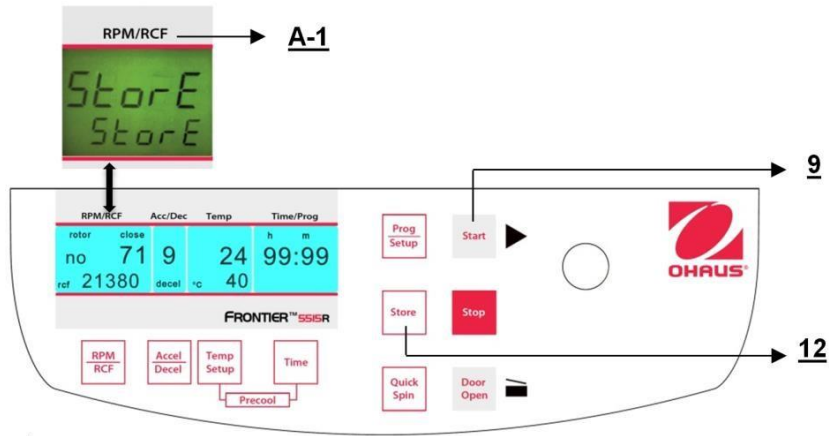 RPM/RCF
A-1
StorE
StorE
9
RPM/RCF Acc/Dec Temp Time/Prog
rotor close h m
no 71 9 24 99:99
rcf 21380 decel °C 40
FRONTIER™ 5515R
Prog
Setup
Start
OHAUS®
Store
Stop
12
RPM
RCF
Accel
Decel
Temp
Setup
Time
Precool
Quick
Spin
Door
Open